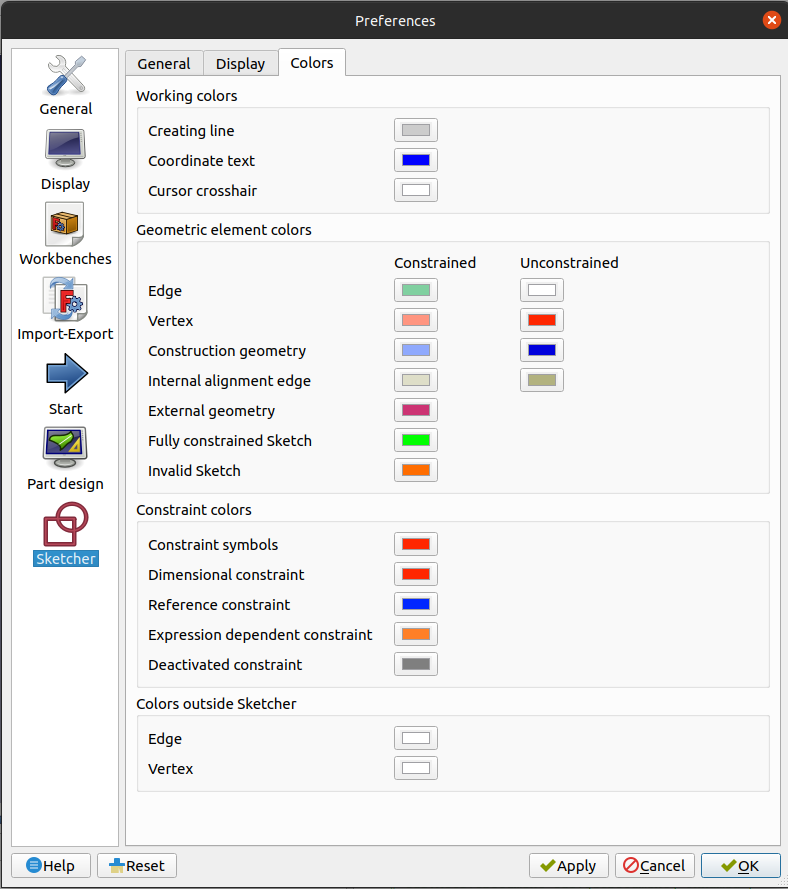 Preferences
General
Display
Workbenches
Import-Export
Start
Part design
Sketcher
General Display Colors
Working colors
Creating line
Coordinate text
Cursor crosshair
Geometric element colors
Constrained Unconstrained
Edge
Vertex
Construction geometry
Internal alignment edge
External geometry
Fully constrained Sketch
Invalid Sketch
Constraint colors
Constraint symbols
Dimensional constraint
Reference constraint
Expression dependent constraint
Deactivated constraint
Colors outside Sketcher
Edge
Vertex
Help Reset Apply Cancel OK